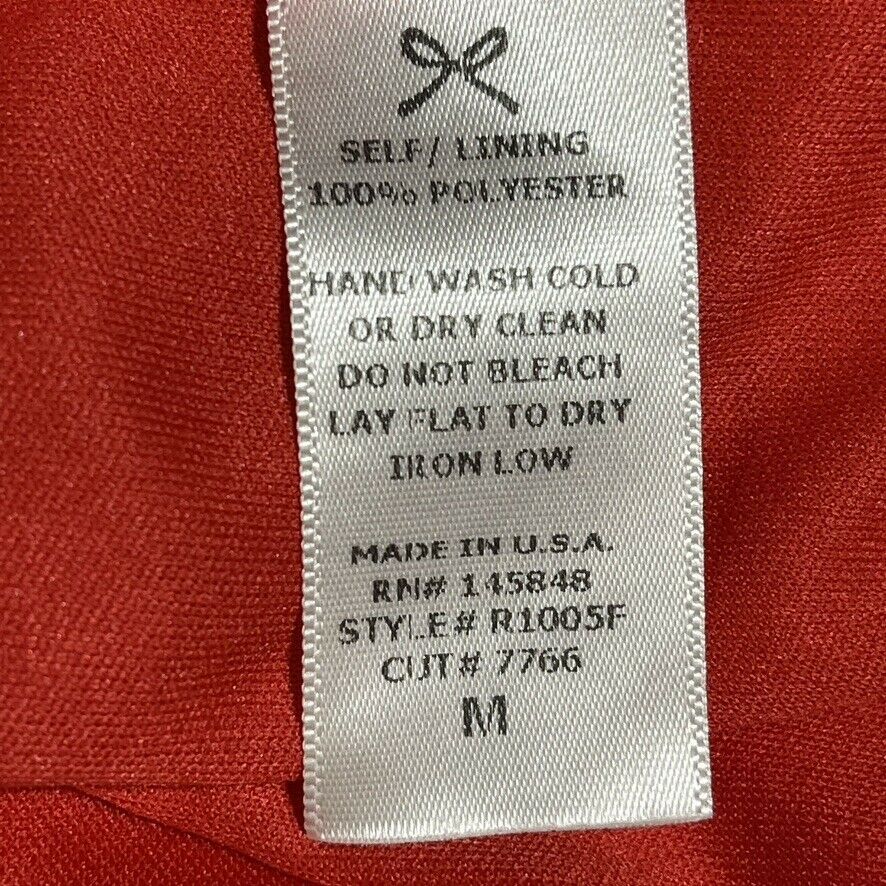 SELF/ LINING
100% POLYESTER
HAND WASH COLD
OR DRY CLEAN
DO NOT BLEACH
LAY FLAT TO DRY
IRON LOW
MADE IN U.S.A.
RN# 145848
STYLE# R1005F
CUT# 7766
M